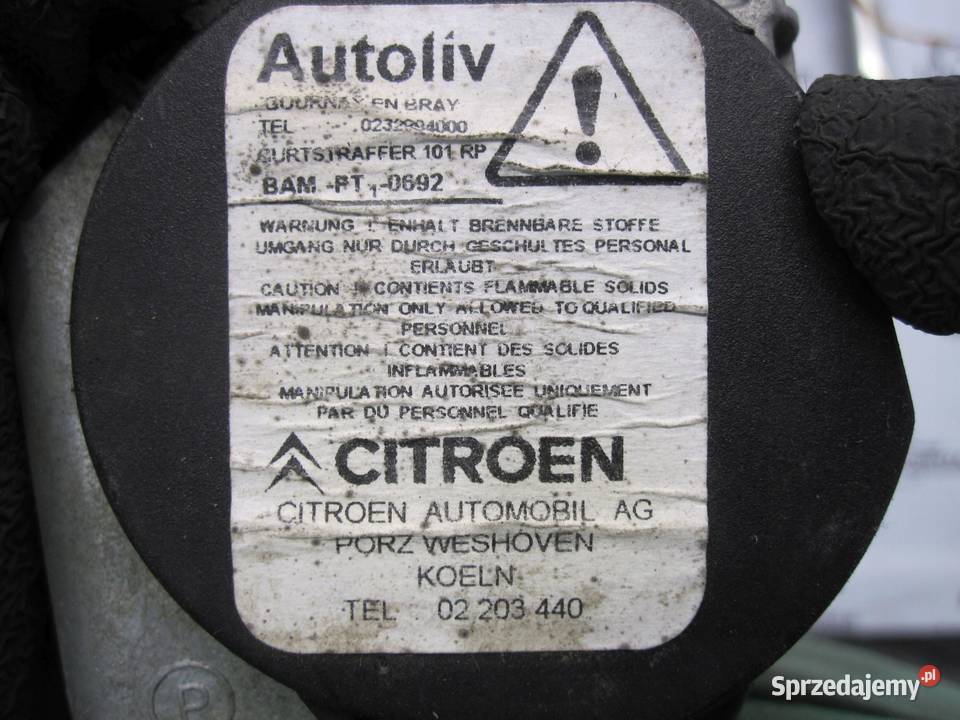 Autoliv
GOURNAY EN BRAY
TEL 0232994000
GURTSTRAFFER 101 RP
BAM -PT1-0692
WARNUNG ! ENHALT BRENNBARE STOFFE
UMGANG NUR DURCH GESCHULTES PERSONAL
ERLAUBT
CAUTION ! CONTIENTS FLAMMABLE SOLIDS
MANIPULATION ONLY ALLOWED TO QUALIFIED
PERSONNEL
ATTENTION ! CONTIENT DES SOLIDES
INFLAMMABLES
MANIPULATION AUTORISEE UNIQUEMENT
PAR DU PERSONNEL QUALIFIE
CITROEN
CITROEN AUTOMOBIL AG
PORZ WESHOVEN
KOELN
TEL 02 203 440
P
Sprzedajemy.pl